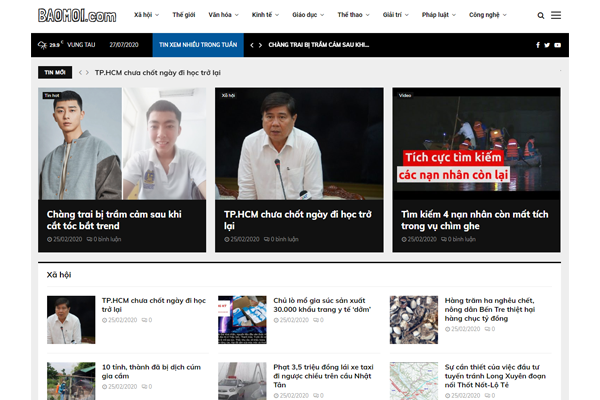 BAOMOI.com
Xã hội Thế giới Văn hóa Kinh tế Giáo dục Thể thao Giải trí Pháp luật Công nghệ
29.9 C VUNG TAU 27/07/2020 TIN XEM NHIỀU TRONG TUẦN CHÀNG TRAI BỊ TRẦM CẢM SAU KHI...
TIN MỚI TP.HCM chưa chốt ngày đi học trở lại
Tin hot
Chàng trai bị trầm cảm sau khi
cắt tóc bắt trend
25/02/2020 0 bình luận
Xã hội
TP.HCM chưa chốt ngày đi học trở
lại
25/02/2020 0 bình luận
Video
Tích cực tìm kiếm
các nạn nhân còn lại
Tìm kiếm 4 nạn nhân còn mất tích
trong vụ chìm ghe
25/02/2020 0 bình luận
Xã hội
TP.HCM chưa chốt ngày đi học
trở lại
25/02/2020 0
Chủ lò mổ gia súc sản xuất
30.000 khẩu trang y tế 'dởm'
25/02/2020 0
Hàng trăm ha nghêu chết,
nông dân Bến Tre thiệt hại
hàng chục tỷ đồng
25/02/2020 0
10 tỉnh, thành đã bị dịch cúm
gia cầm
25/02/2020 0
Phạt 3,5 triệu đồng lái xe taxi
đi ngược chiều trên cầu Nhật
Tân
25/02/2020 0
Sự cần thiết của việc đầu tư
tuyến tránh Long Xuyên đoạn
nối Thốt Nốt-Lộ Tẻ
25/02/2020 0